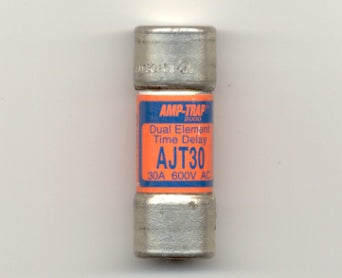 AMP-TRAP®
2000
Dual Element
Time Delay
AJT30
30A 600V AC